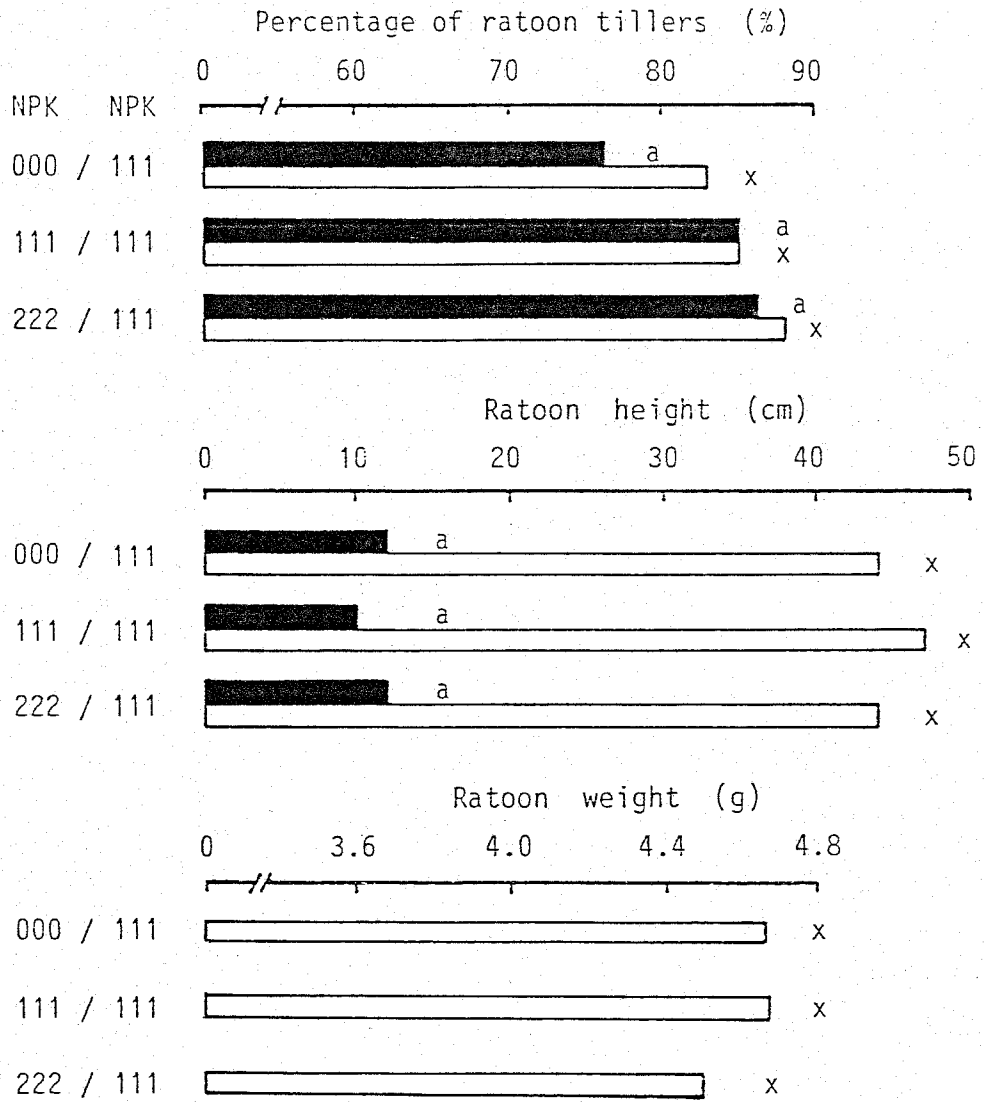 Percentage of ratoon tillers (%)
0 60 70 80 90
NPK NPK
000 / 111 a
x
111 / 111 a
x
222 / 111 a
x
Ratoon height (cm)
0 10 20 30 40 50
000 / 111 a
x
111 / 111 a
x
222 / 111 a
x
Ratoon weight (g)
0 3.6 4.0 4.4 4.8
000 / 111 x
111 / 111 x
222 / 111 x